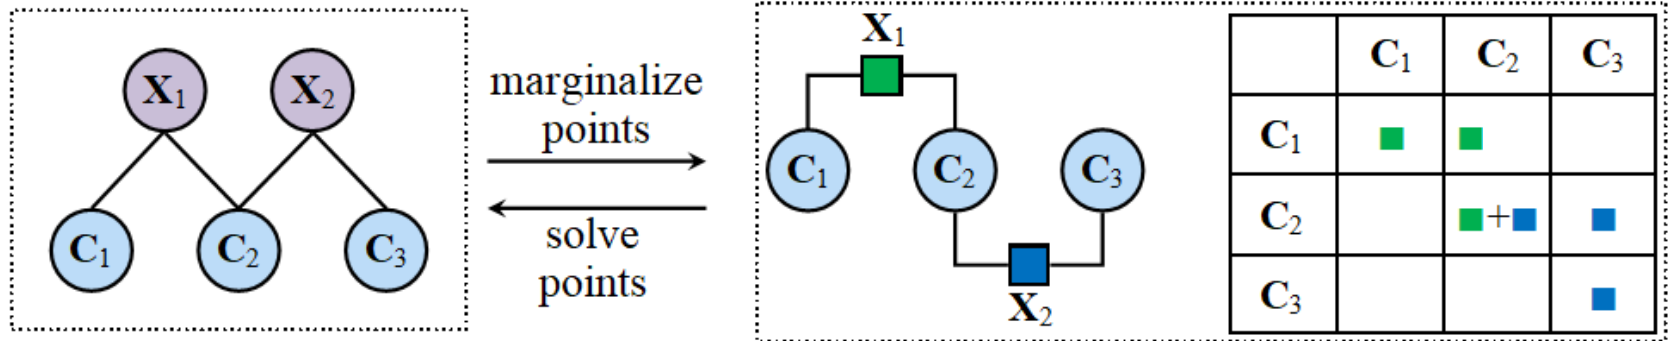 X₁ X₂
C₁ C₂ C₃
marginalize
points
solve
points
X₁
C₁ C₂ C₃
X₂
C₁ C₂ C₃
C₁
C₂ +
C₃